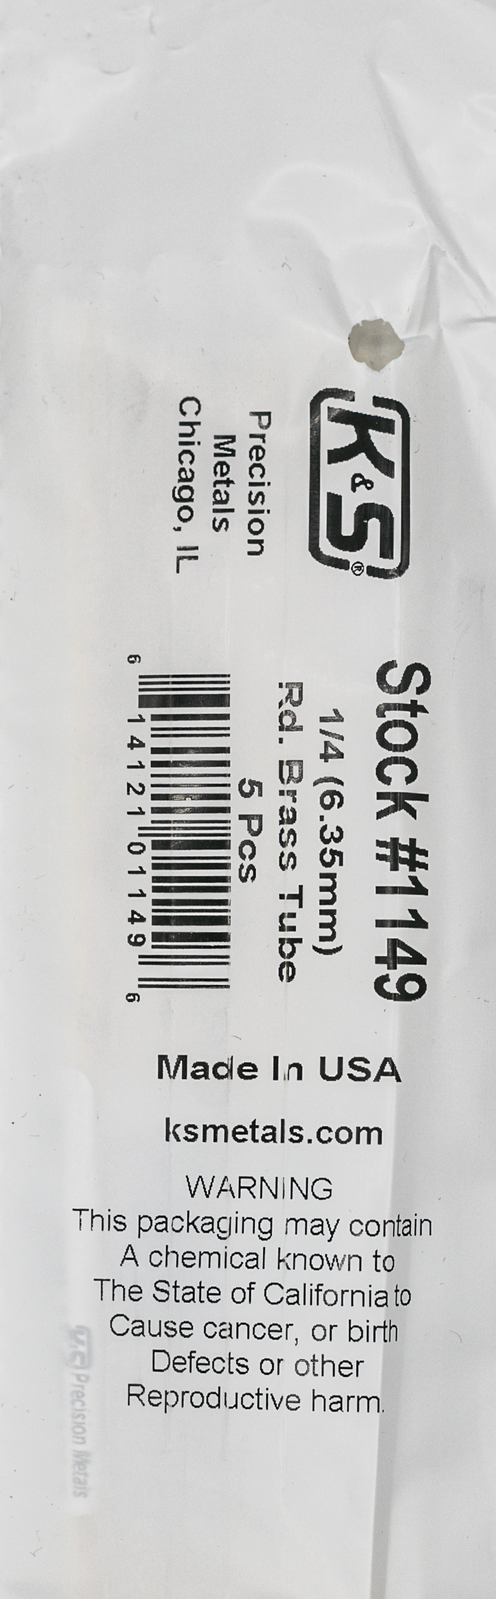 K&S®
Precision
Metals
Chicago, IL
Stock #1149
1/4 (6.35mm)
Rd. Brass Tube
5 Pcs
6 14121 01149 6
Made In USA
ksmetals.com
WARNING
This packaging may contain
A chemical known to
The State of California to
Cause cancer, or birth
Defects or other
Reproductive harm.
Precision Metals